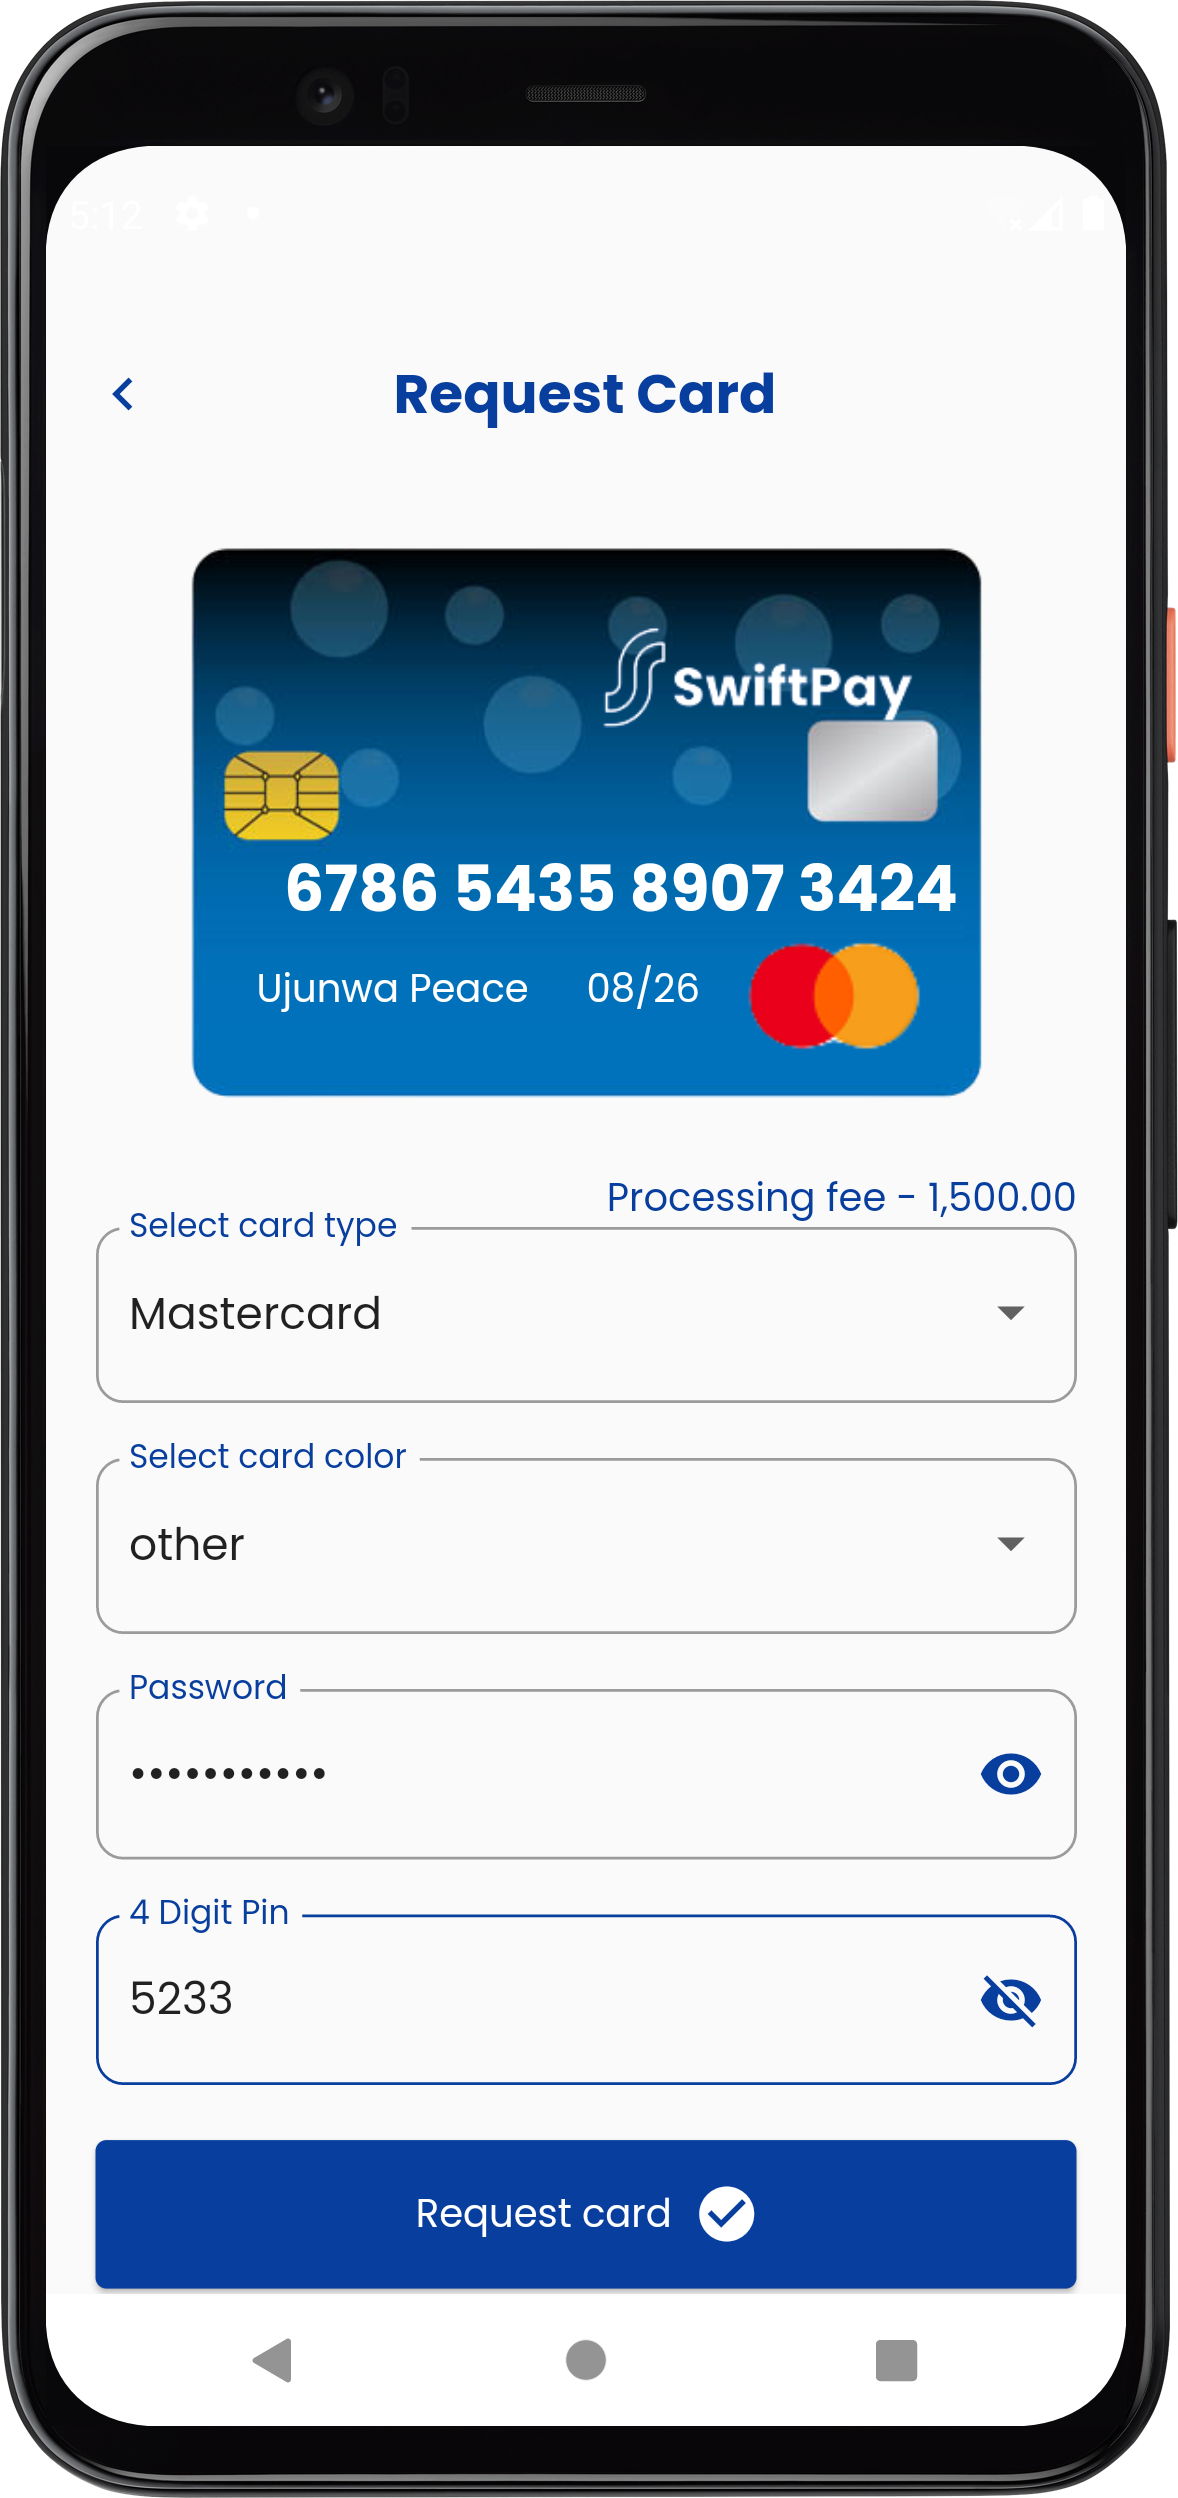 5:12
Request Card
SwiftPay
6786 5435 8907 3424
Ujunwa Peace 08/26
Processing fee - 1,500.00
Select card type
Mastercard
Select card color
other
Password
•••••••••••
4 Digit Pin
5233
Request card